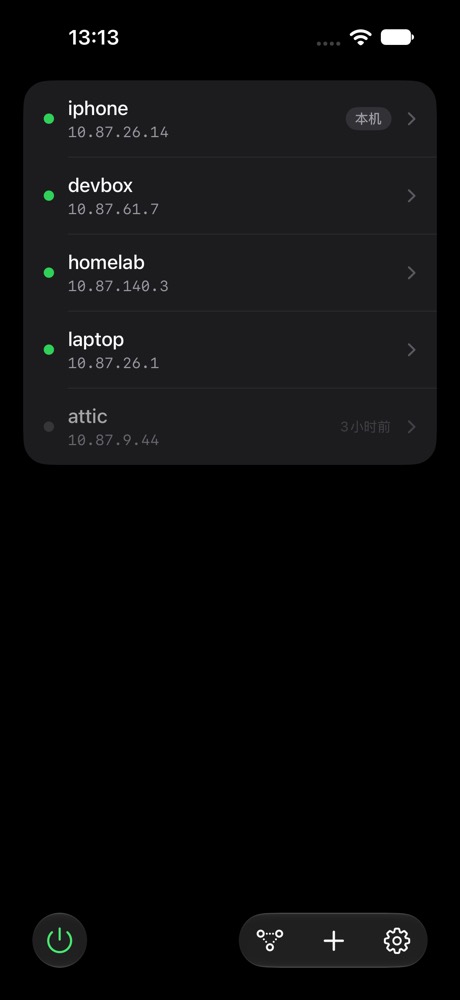 13:13
iphone
10.87.26.14
本机
devbox
10.87.61.7
homelab
10.87.140.3
laptop
10.87.26.1
attic
10.87.9.44
3小时前